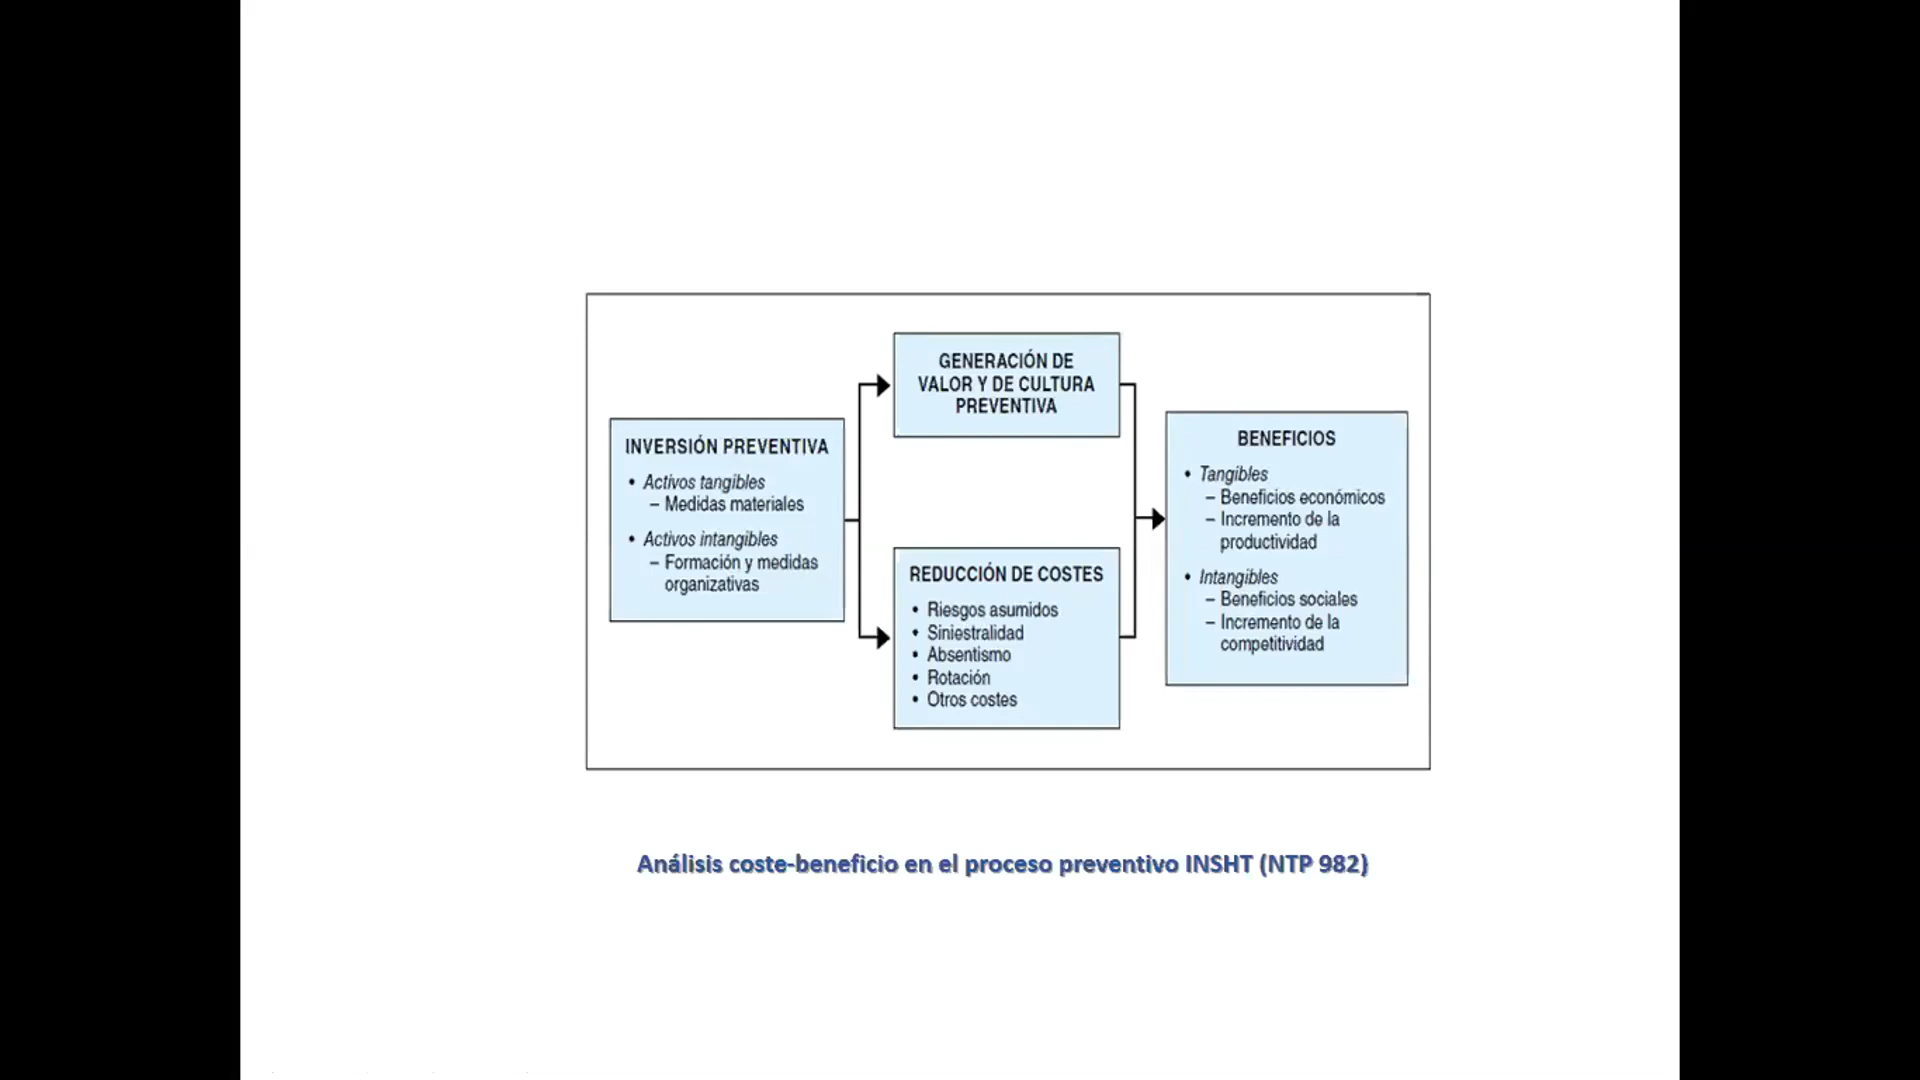 INVERSIÓN PREVENTIVA
• Activos tangibles
– Medidas materiales
• Activos intangibles
– Formación y medidas
organizativas
GENERACIÓN DE
VALOR Y DE CULTURA
PREVENTIVA
REDUCCIÓN DE COSTES
• Riesgos asumidos
• Siniestralidad
• Absentismo
• Rotación
• Otros costes
BENEFICIOS
• Tangibles
– Beneficios económicos
– Incremento de la
productividad
• Intangibles
– Beneficios sociales
– Incremento de la
competitividad
Análisis coste-beneficio en el proceso preventivo INSHT (NTP 982)